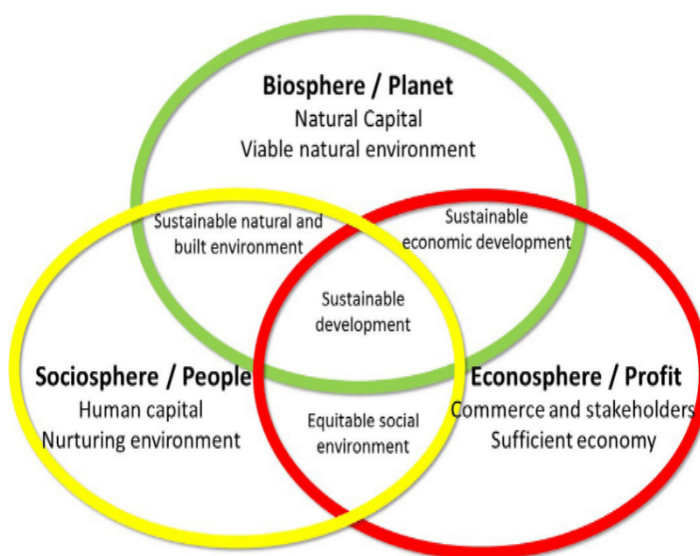 Biosphere / Planet
Natural Capital
Viable natural environment
Sustainable natural and
built environment
Sustainable
economic development
Sustainable
development
Sociosphere / People
Human capital
Nurturing environment
Econosphere / Profit
Commerce and stakeholders
Sufficient economy
Equitable social
environment